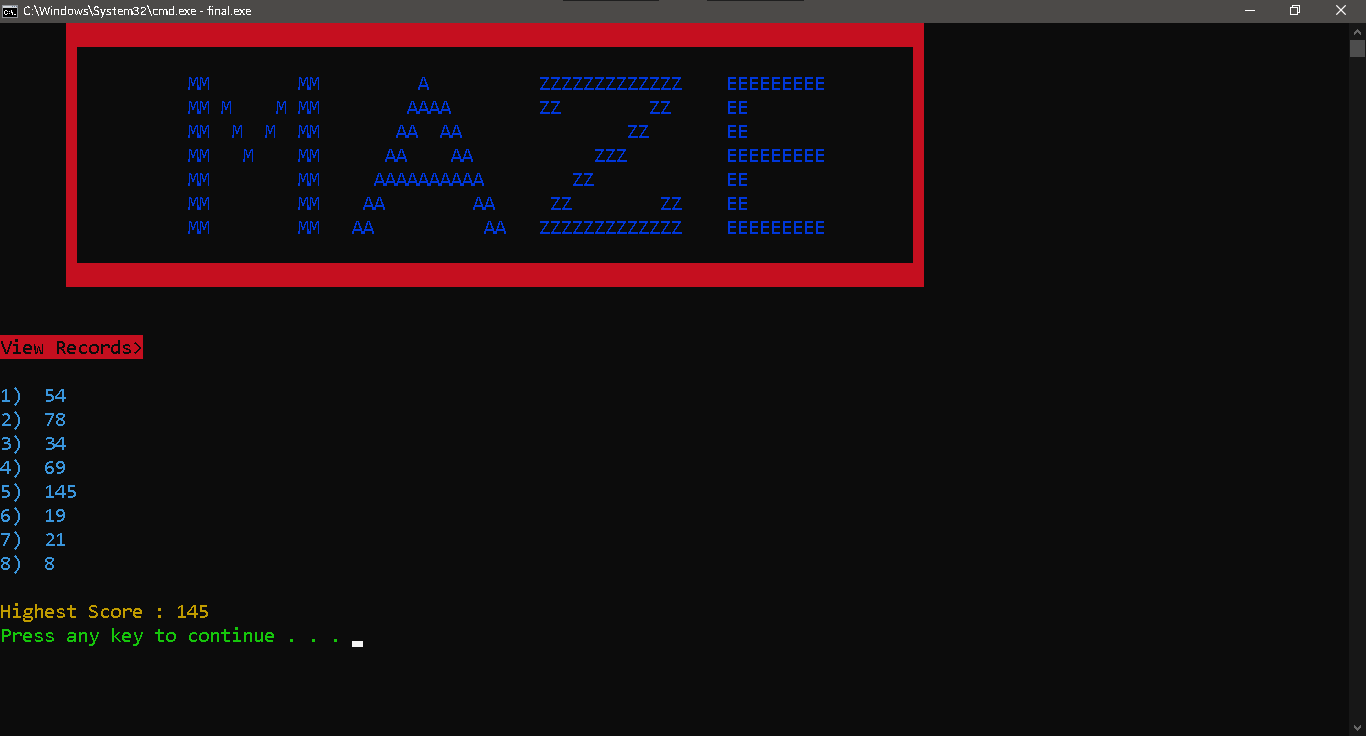 C:\Windows\System32\cmd.exe - final.exe
MM        MM         A          ZZZZZZZZZZZZZ    EEEEEEEEE
MM M    M MM        AAAA        ZZ        ZZ     EE
MM  M  M  MM       AA  AA               ZZ       EE
MM   M    MM      AA    AA           ZZZ         EEEEEEEEE
MM        MM     AAAAAAAAAA        ZZ            EE
MM        MM    AA        AA     ZZ        ZZ    EE
MM        MM   AA          AA   ZZZZZZZZZZZZZ    EEEEEEEEE
View Records>
1)  54
2)  78
3)  34
4)  69
5)  145
6)  19
7)  21
8)  8
Highest Score : 145
Press any key to continue . . .